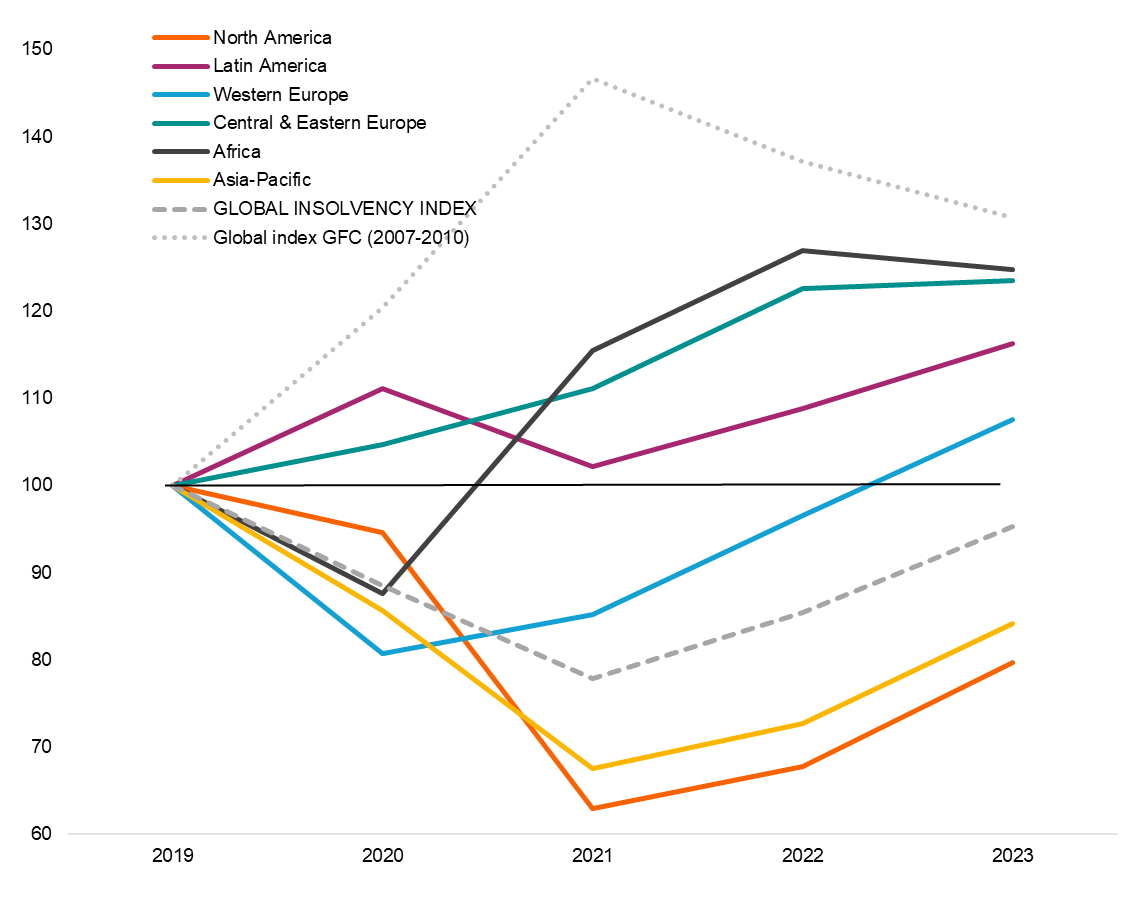 150
140
130
120
110
100
90
80
70
60
North America
Latin America
Western Europe
Central & Eastern Europe
Africa
Asia-Pacific
GLOBAL INSOLVENCY INDEX
Global index GFC (2007-2010)
2019 2020 2021 2022 2023